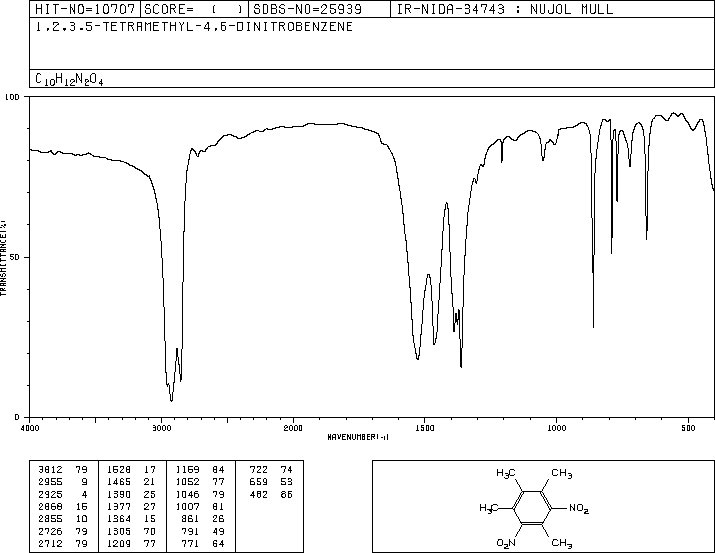 HIT-NO=10707 SCORE= ( ) SDBS-NO=25939 IR-NIDA-34743 : NUJOL MULL
1,2,3,5-TETRAMETHYL-4,6-DINITROBENZENE
C10H12N2O4
100
50
0
TRANSMITTANCE(%)
4000 3000 2000 1500 1000 500
WAVENUMBER(-1)
3812 79 1528 17 1159 84 722 74
2955 9 1465 21 1052 77 659 53
2925 4 1390 25 1046 79 482 86
2868 15 1377 27 1007 81
2855 10 1364 15 861 26
2726 79 1305 70 791 49
2712 79 1209 77 771 64
CH3 CH3
H3C NO2
O2N CH3